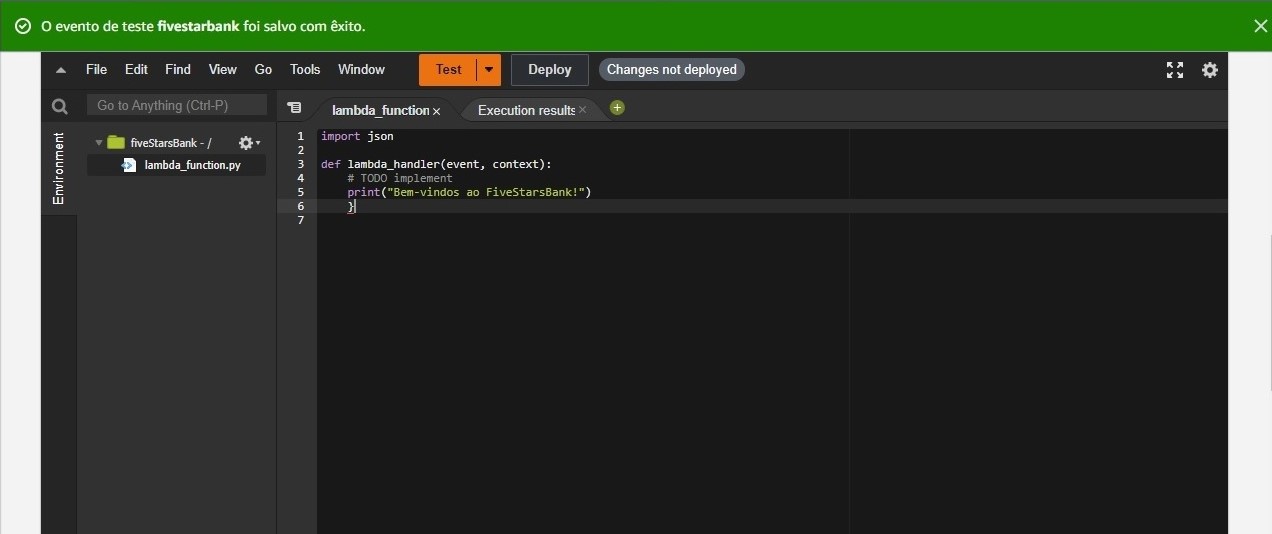 O evento de teste fivestarbank foi salvo com êxito.
File Edit Find View Go Tools Window Test Deploy Changes not deployed
Go to Anything (Ctrl-P)
lambda_function Execution results
Environment
fiveStarsBank - /
lambda_function.py
1 import json
2
3 def lambda_handler(event, context):
4 # TODO implement
5 print("Bem-vindos ao FiveStarsBank!")
6 }
7